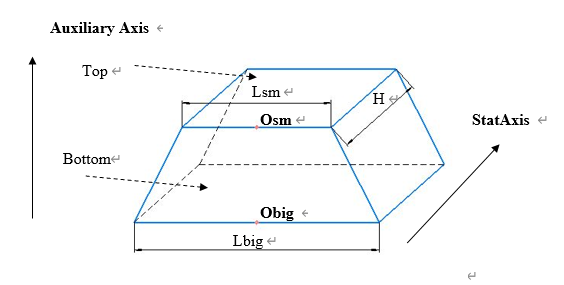 Auxiliary Axis
Top
Lsm
H
Osm
StatAxis
Bottom
Obig
Lbig